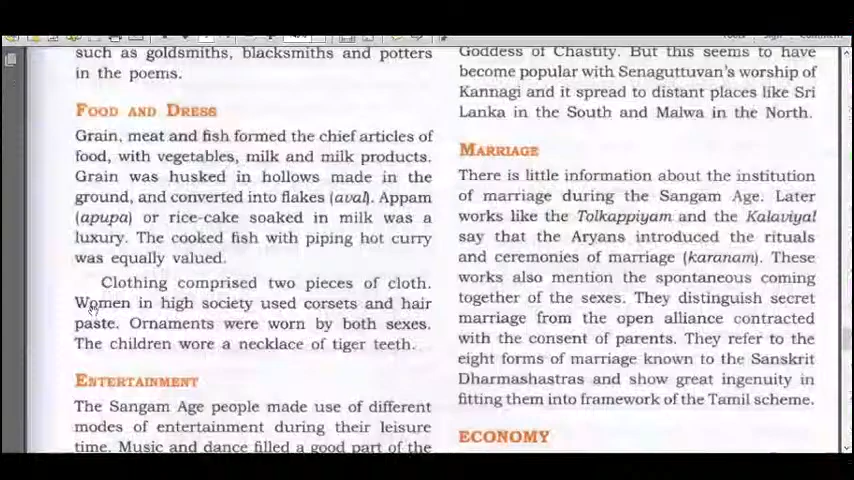 such as goldsmiths, blacksmiths and potters
in the poems.
FOOD AND DRESS
Grain, meat and fish formed the chief articles of
food, with vegetables, milk and milk products.
Grain was husked in hollows made in the
ground, and converted into flakes (aval). Appam
(apupa) or rice-cake soaked in milk was a
luxury. The cooked fish with piping hot curry
was equally valued.
Clothing comprised two pieces of cloth.
Women in high society used corsets and hair
paste. Ornaments were worn by both sexes.
The children wore a necklace of tiger teeth.
ENTERTAINMENT
The Sangam Age people made use of different
modes of entertainment during their leisure
time. Music and dance filled a good part of the
Goddess of Chastity. But this seems to have
become popular with Senaguttuvan's worship of
Kannagi and it spread to distant places like Sri
Lanka in the South and Malwa in the North.
MARRIAGE
There is little information about the institution
of marriage during the Sangam Age. Later
works like the Tolkappiyam and the Kalaviyal
say that the Aryans introduced the rituals
and ceremonies of marriage (karanam). These
works also mention the spontaneous coming
together of the sexes. They distinguish secret
marriage from the open alliance contracted
with the consent of parents. They refer to the
eight forms of marriage known to the Sanskrit
Dharmashastras and show great ingenuity in
fitting them into framework of the Tamil scheme.
ECONOMY